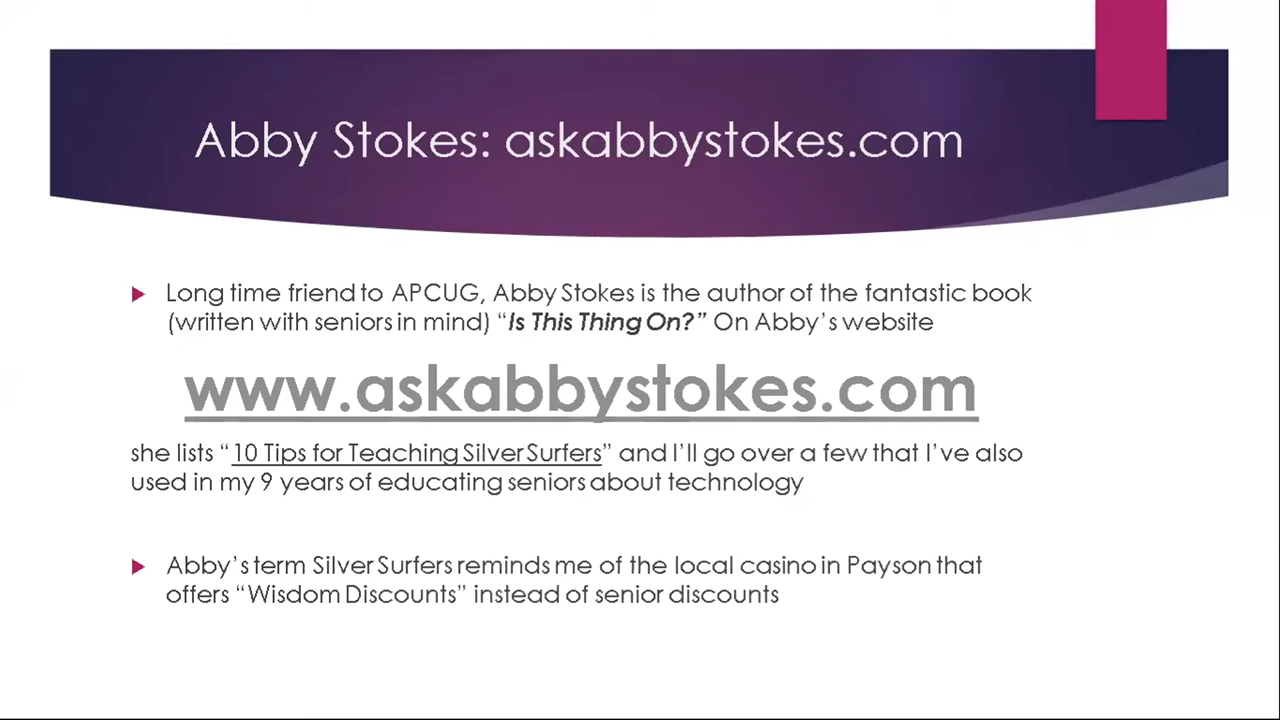 Abby Stokes: askabbystokes.com
Long time friend to APCUG, Abby Stokes is the author of the fantastic book
(written with seniors in mind) “Is This Thing On?” On Abby’s website
www.askabbystokes.com
she lists “10 Tips for Teaching Silver Surfers” and I’ll go over a few that I’ve also
used in my 9 years of educating seniors about technology
Abby’s term Silver Surfers reminds me of the local casino in Payson that
offers “Wisdom Discounts” instead of senior discounts